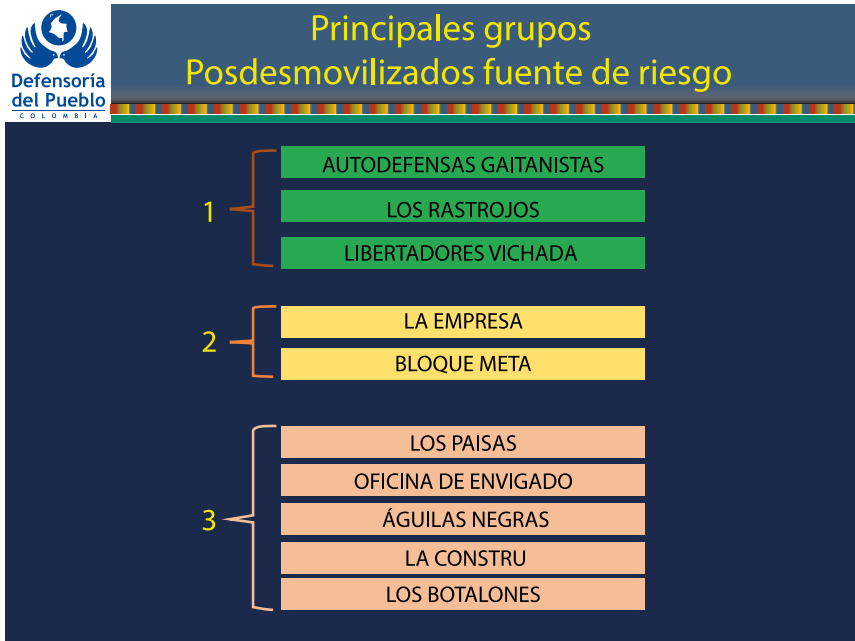 Defensoría
del Pueblo
COLOMBIA
Principales grupos
Posdesmovilizados fuente de riesgo
1
AUTODEFENSAS GAITANISTAS
LOS RASTROJOS
LIBERTADORES VICHADA
2
LA EMPRESA
BLOQUE META
3
LOS PAISAS
OFICINA DE ENVIGADO
ÁGUILAS NEGRAS
LA CONSTRU
LOS BOTALONES